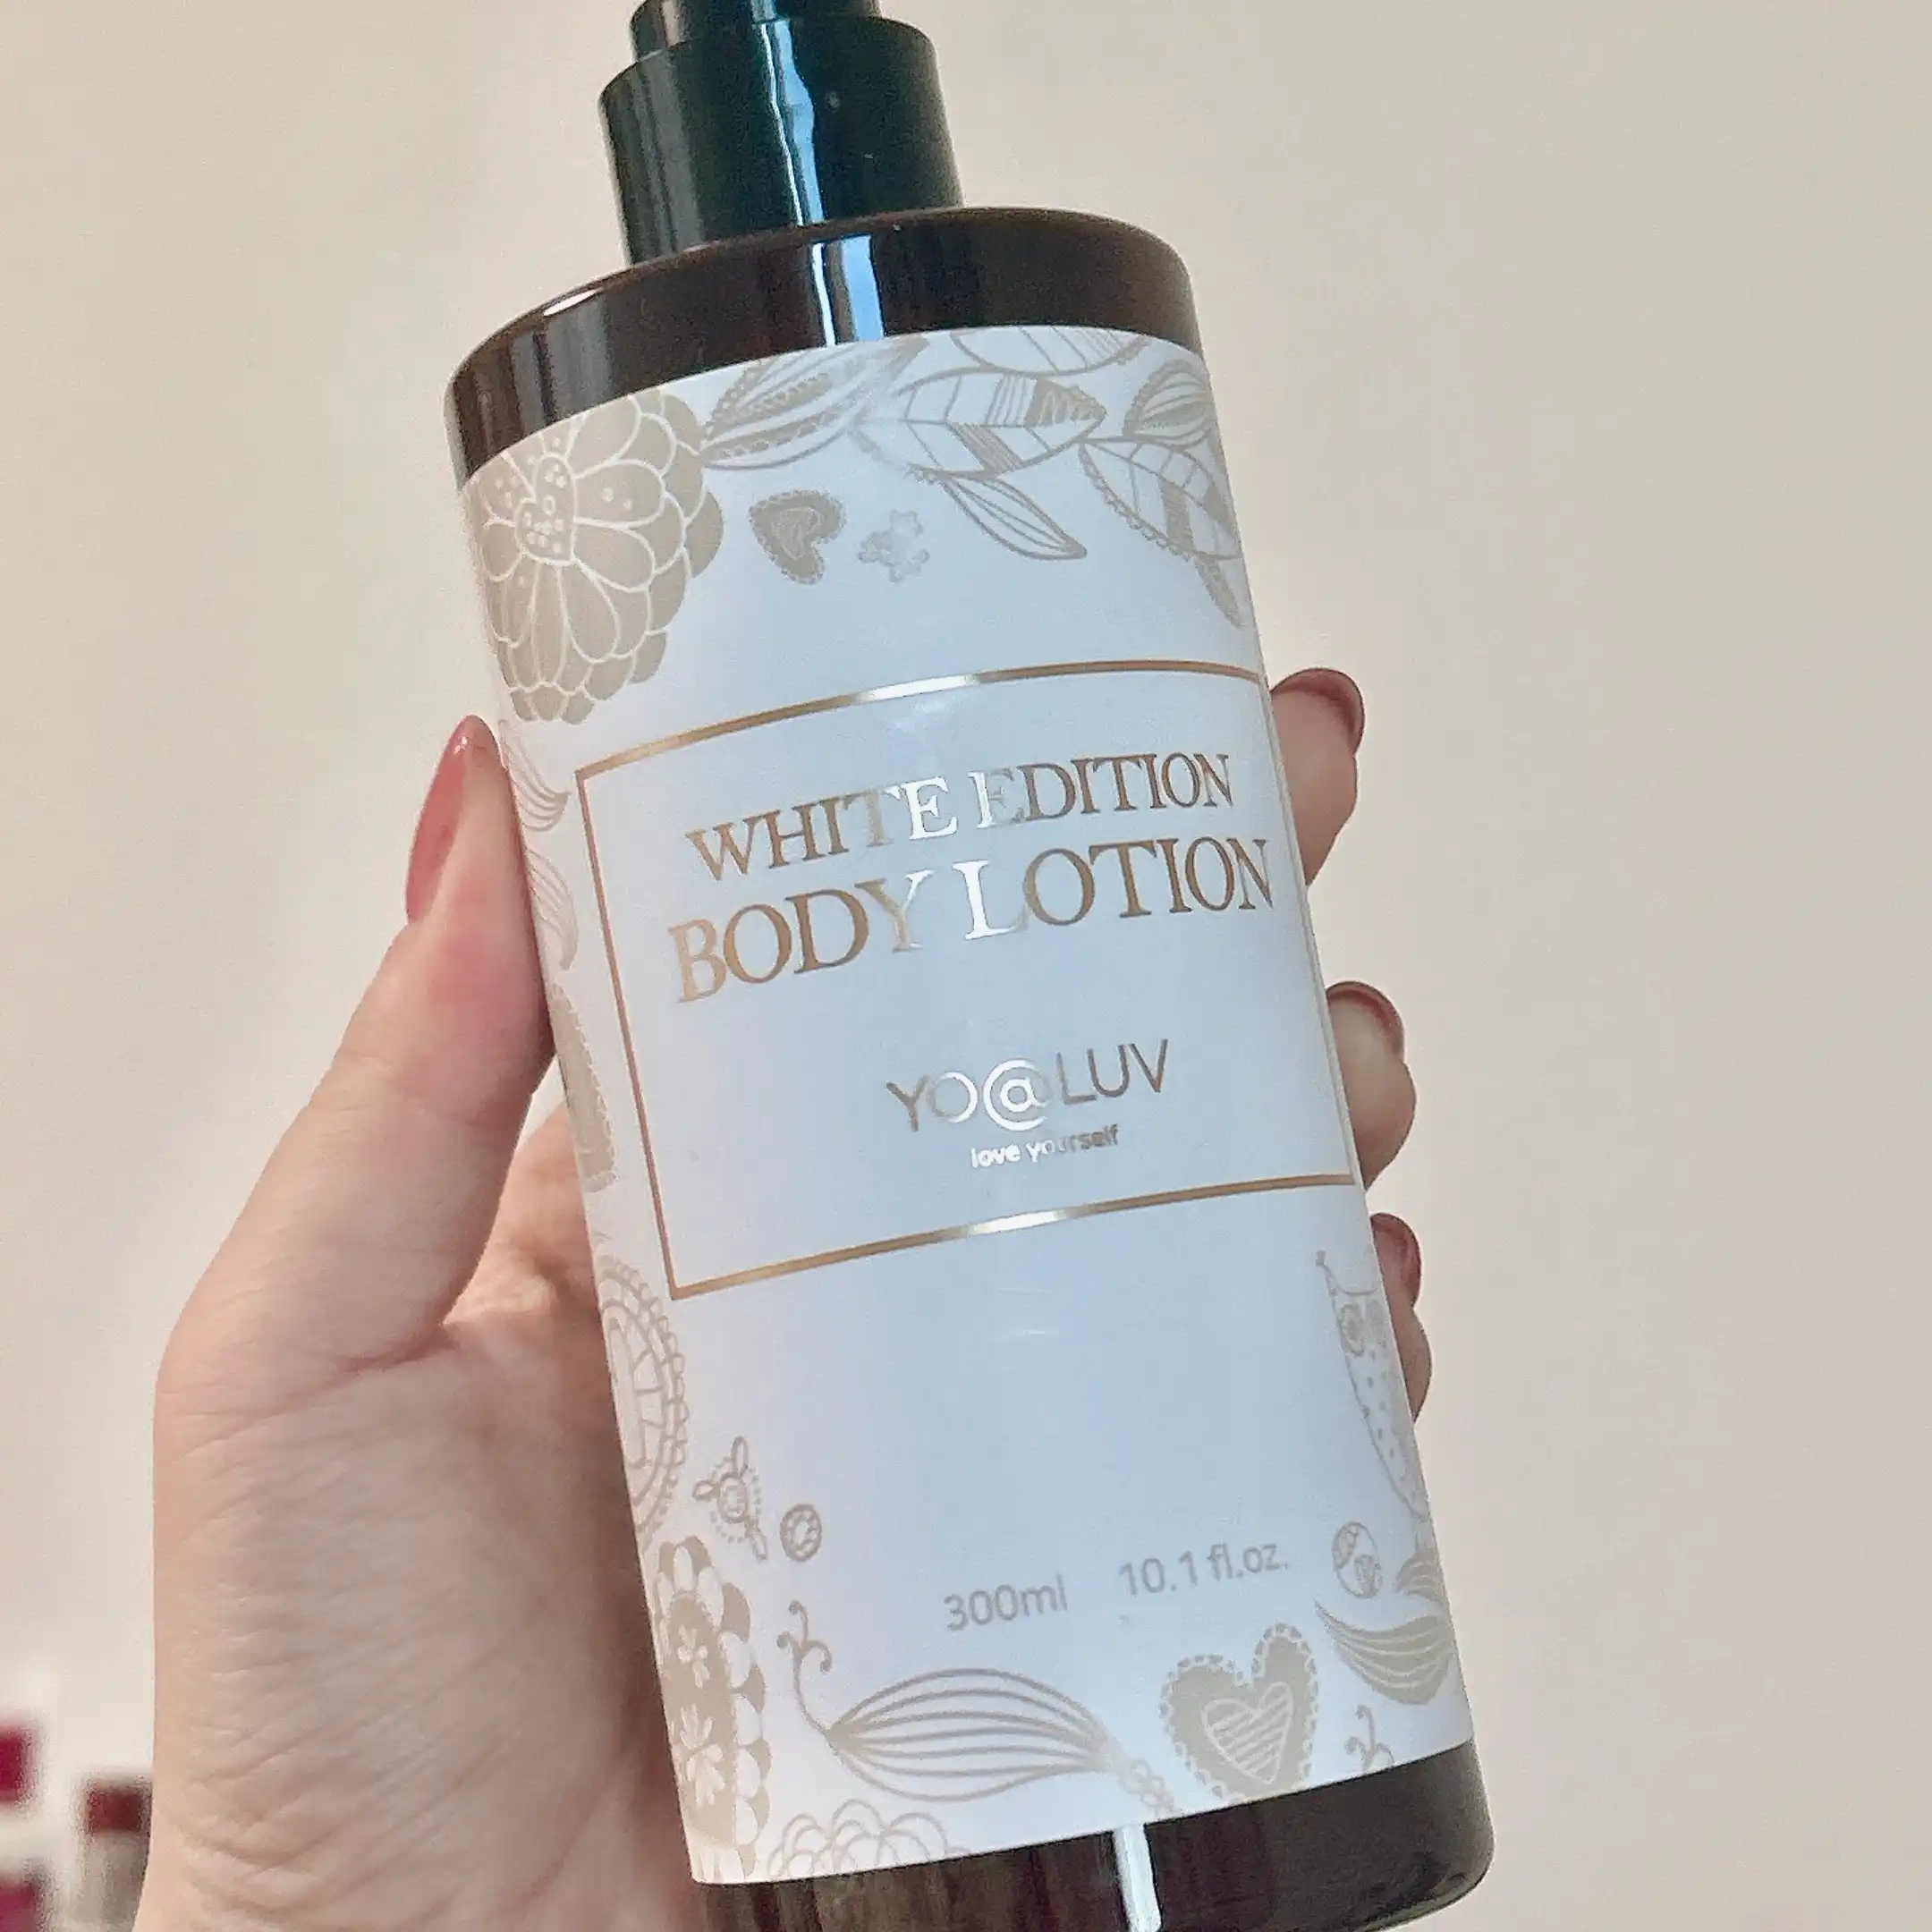 WHITE EDITION
BODY LOTION
YO@LUV
love yourself
300ml 10.1 fl.oz.